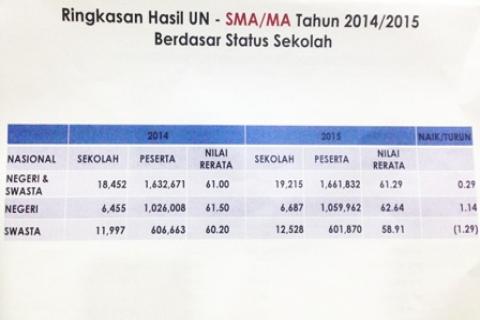 Ringkasan Hasil UN - SMA/MA Tahun 2014/2015
Berdasar Status Sekolah
2014 2015 NAIK/TURUN
NASIONAL SEKOLAH PESERTA NILAI RERATA SEKOLAH PESERTA NILAI RERATA
NEGERI & SWASTA 18,452 1,632,671 61.00 19,215 1,661,832 61.29 0.29
NEGERI 6,455 1,026,008 61.50 6,687 1,059,962 62.64 1.14
SWASTA 11,997 606,663 60.20 12,528 601,870 58.91 (1.29)